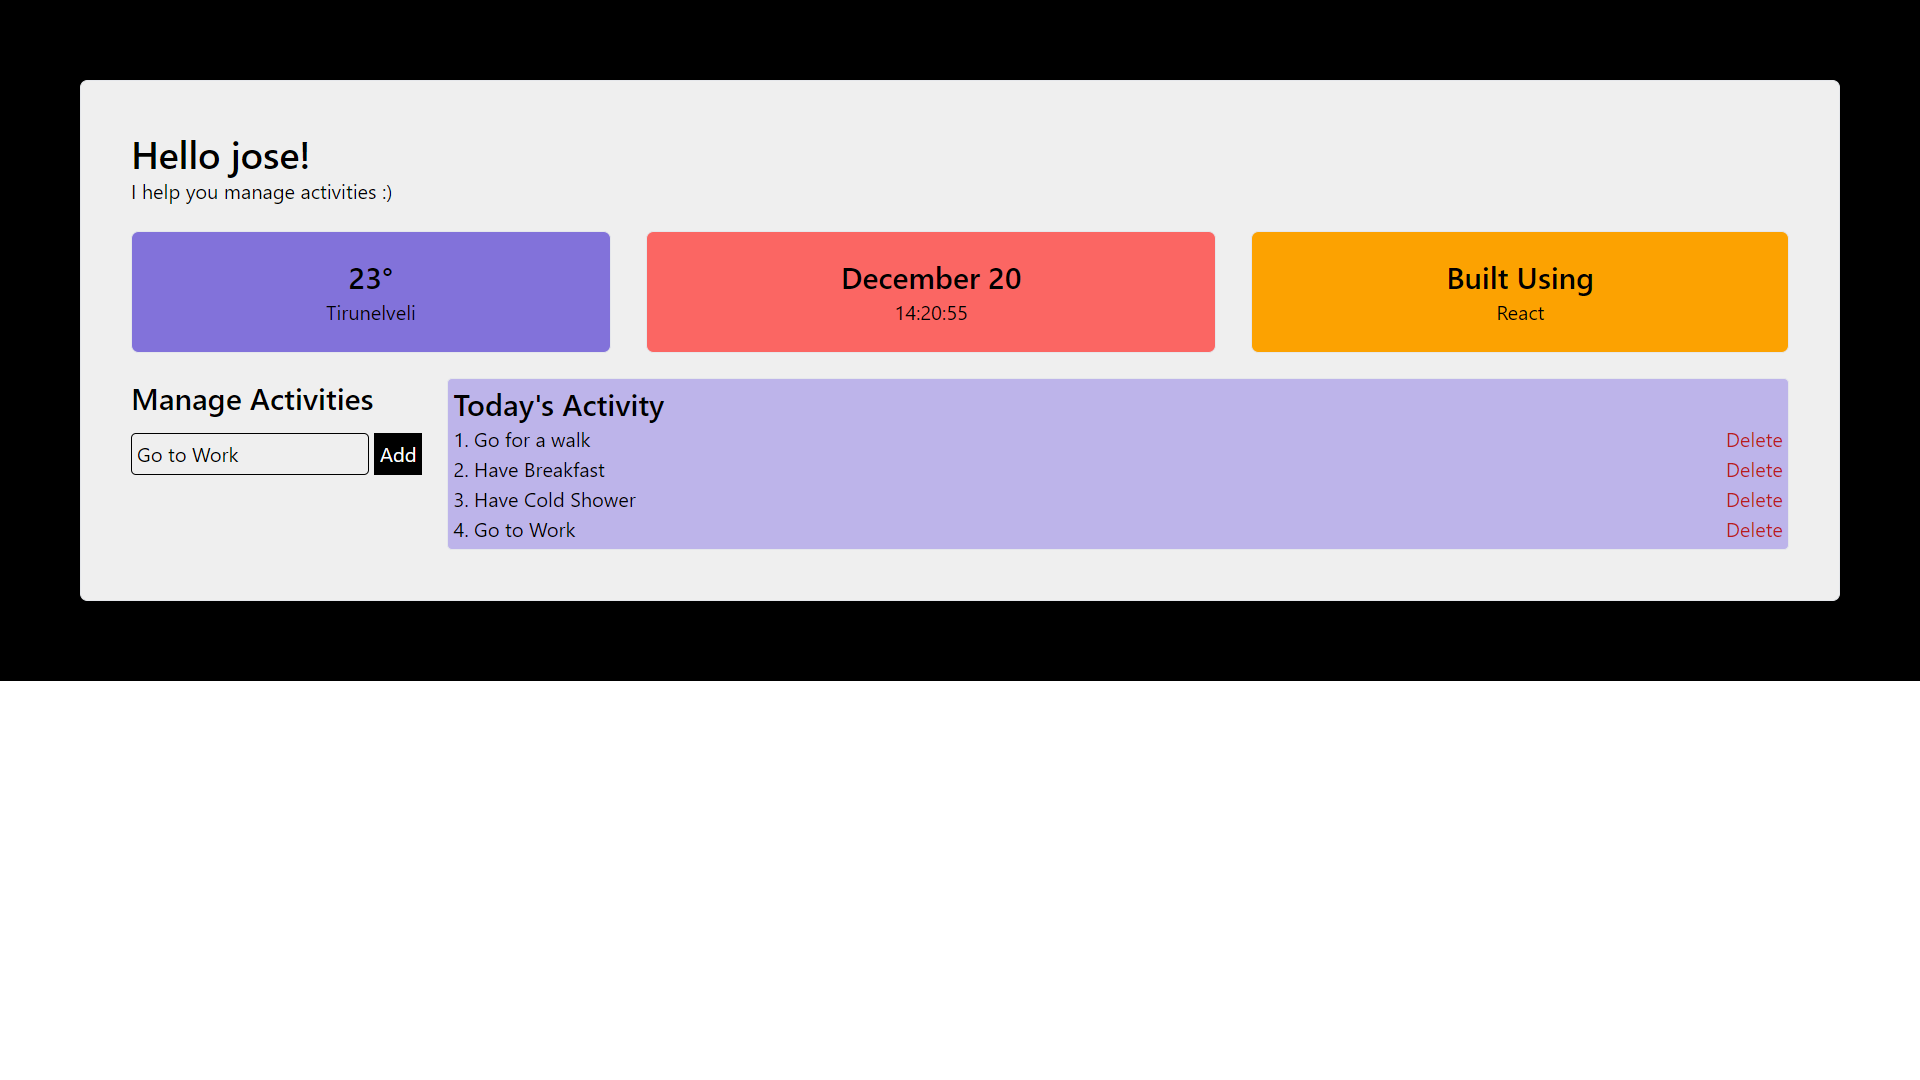 Hello jose!
I help you manage activities :)
23°
Tirunelveli
December 20
14:20:55
Built Using
React
Manage Activities
Go to Work
Add
Today's Activity
1. Go for a walk Delete
2. Have Breakfast Delete
3. Have Cold Shower Delete
4. Go to Work Delete